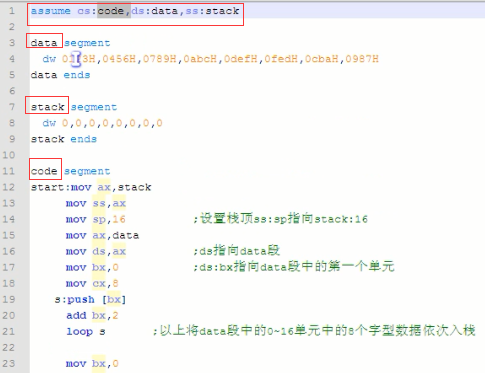 1 assume cs:code,ds:data,ss:stack
2
3 data segment
4 dw 0123H,0456H,0789H,0abcH,0defH,0fedH,0cbaH,0987H
5 data ends
6
7 stack segment
8 dw 0,0,0,0,0,0,0,0
9 stack ends
10
11 code segment
12 start:mov ax,stack
13 mov ss,ax
14 mov sp,16 ;设置栈顶ss:sp指向stack:16
15 mov ax,data
16 mov ds,ax ;ds指向data段
17 mov bx,0 ;ds:bx指向data段中的第一个单元
18 mov cx,8
19 s:push [bx]
20 add bx,2
21 loop s ;以上将data段中的0~16单元中的8个字型数据依次入栈
22
23 mov bx,0